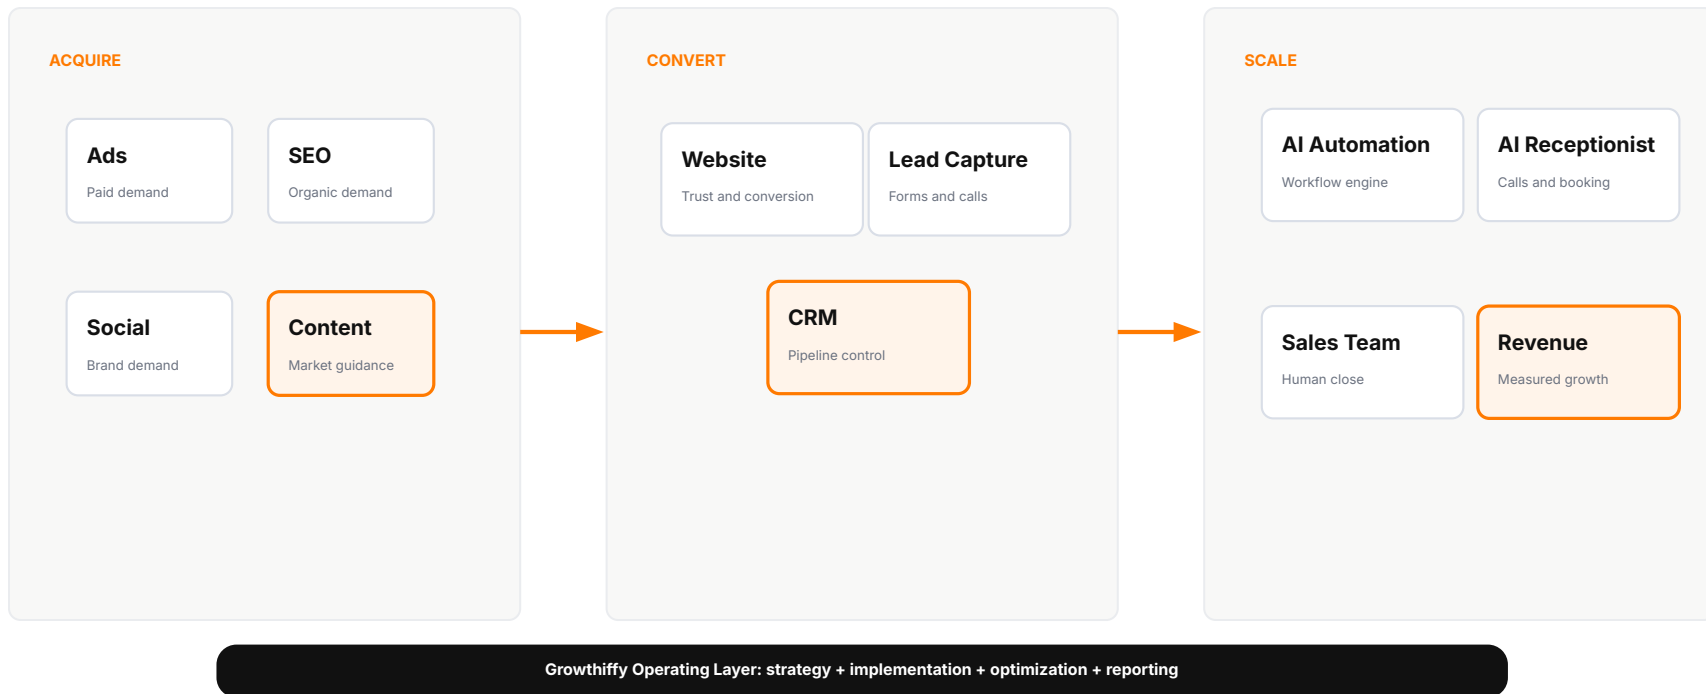 ACQUIRE
Ads
Paid demand
SEO
Organic demand
Social
Brand demand
Content
Market guidance
CONVERT
Website
Trust and conversion
Lead Capture
Forms and calls
CRM
Pipeline control
SCALE
AI Automation
Workflow engine
AI Receptionist
Calls and booking
Sales Team
Human close
Revenue
Measured growth
Growthiffy Operating Layer: strategy + implementation + optimization + reporting